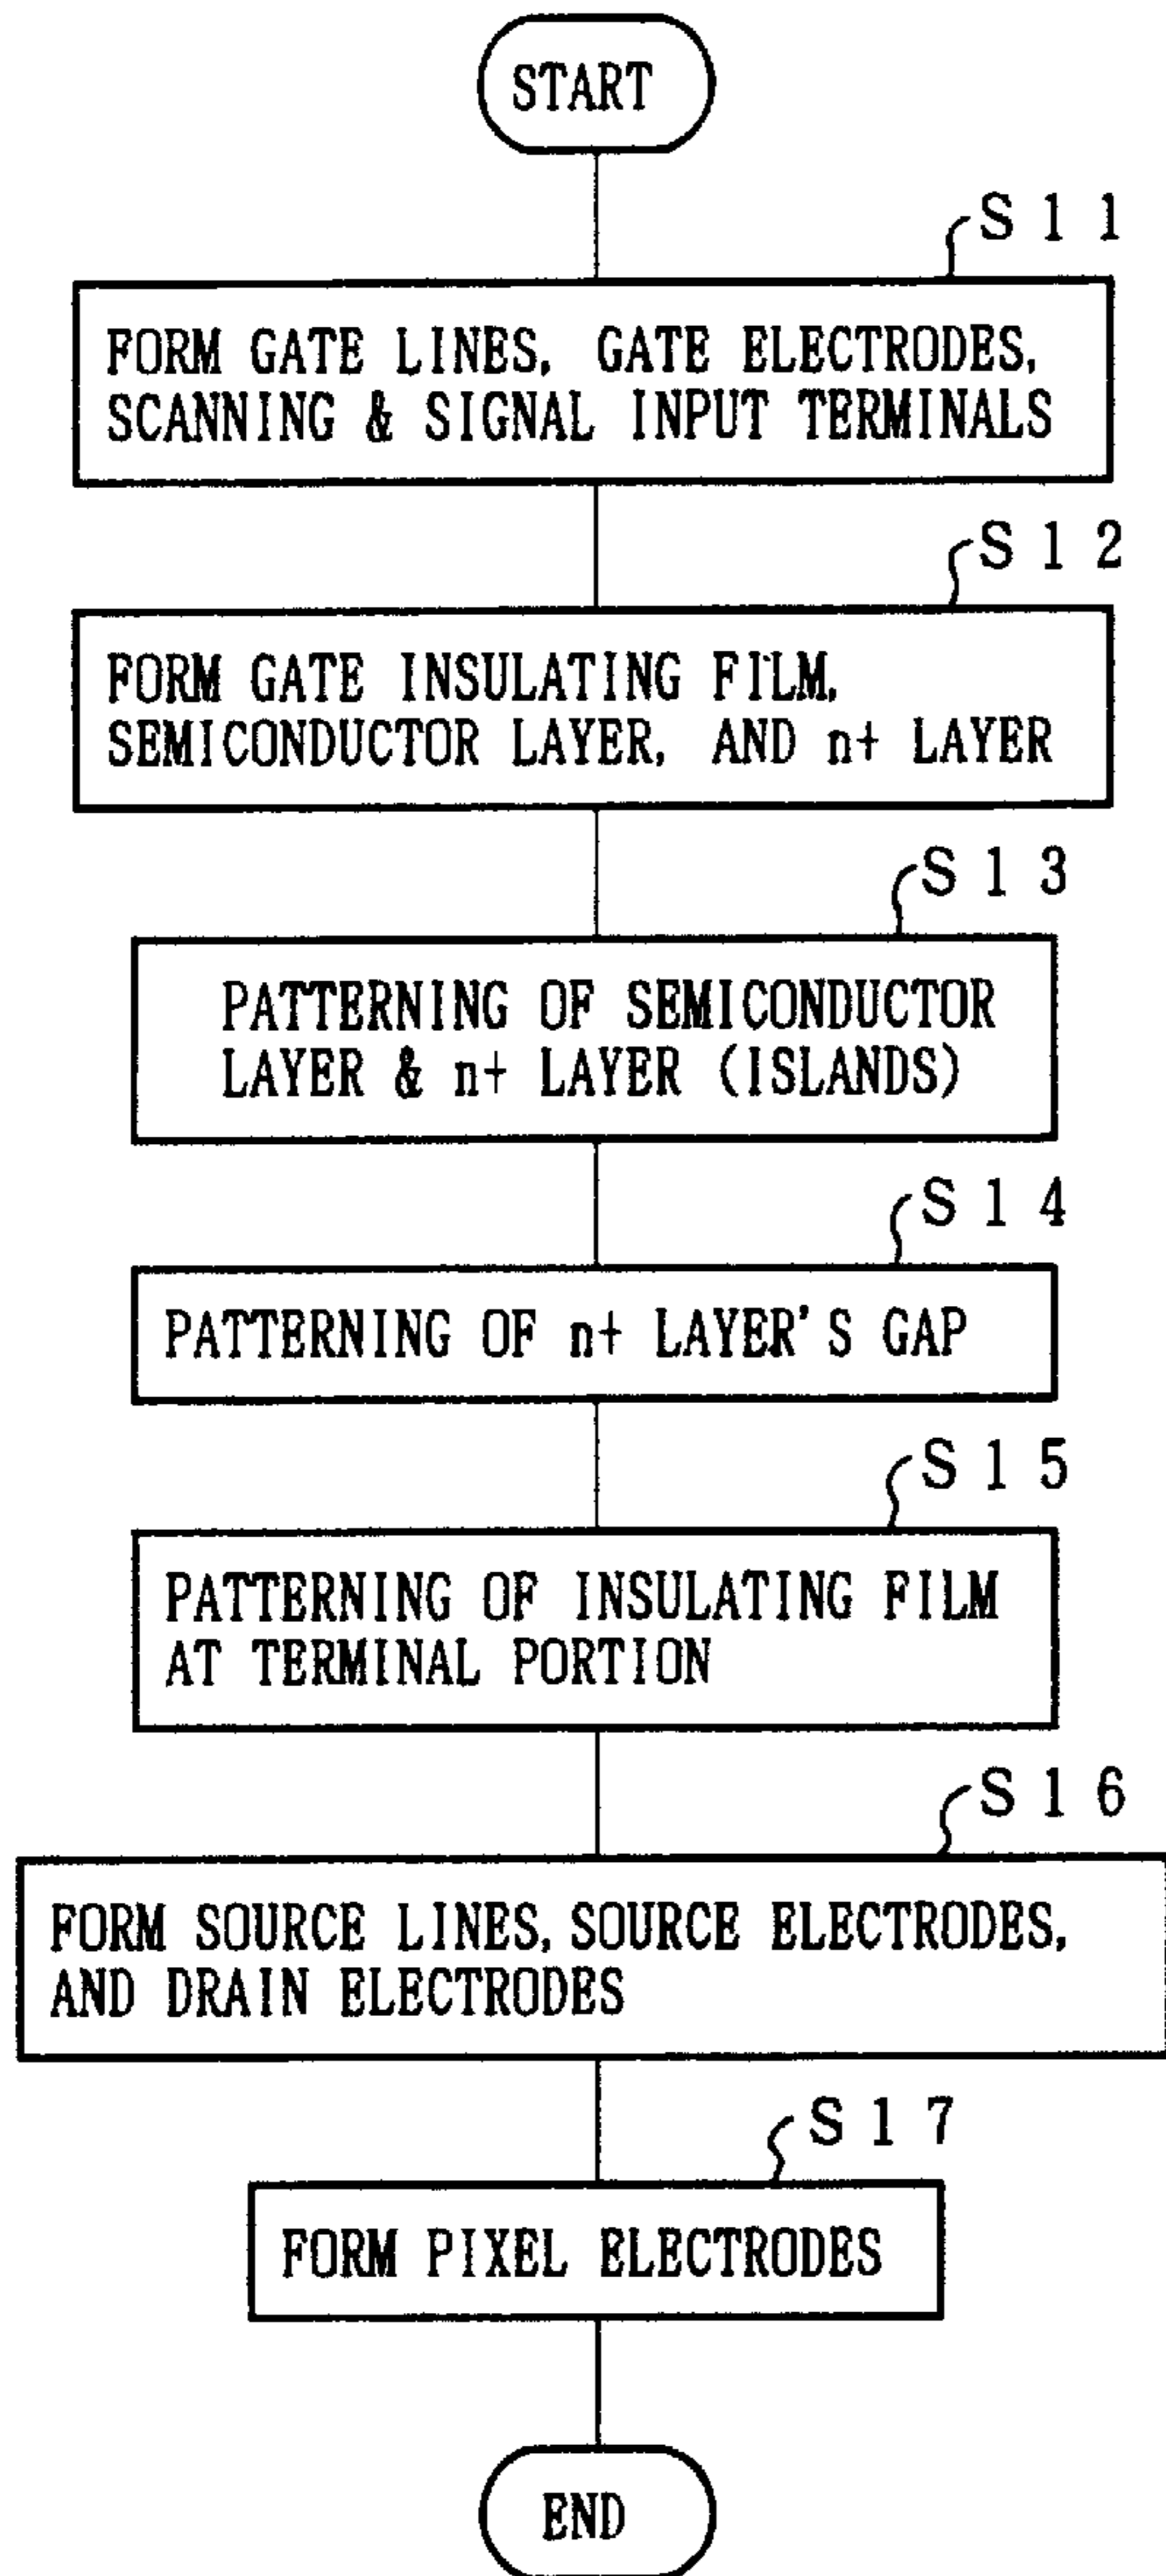 START
S11
FORM GATE LINES, GATE ELECTRODES,
SCANNING & SIGNAL INPUT TERMINALS
S12
FORM GATE INSULATING FILM,
SEMICONDUCTOR LAYER, AND n+ LAYER
S13
PATTERNING OF SEMICONDUCTOR
LAYER & n+ LAYER (ISLANDS)
S14
PATTERNING OF n+ LAYER'S GAP
S15
PATTERNING OF INSULATING FILM
AT TERMINAL PORTION
S16
FORM SOURCE LINES, SOURCE ELECTRODES,
AND DRAIN ELECTRODES
S17
FORM PIXEL ELECTRODES
END